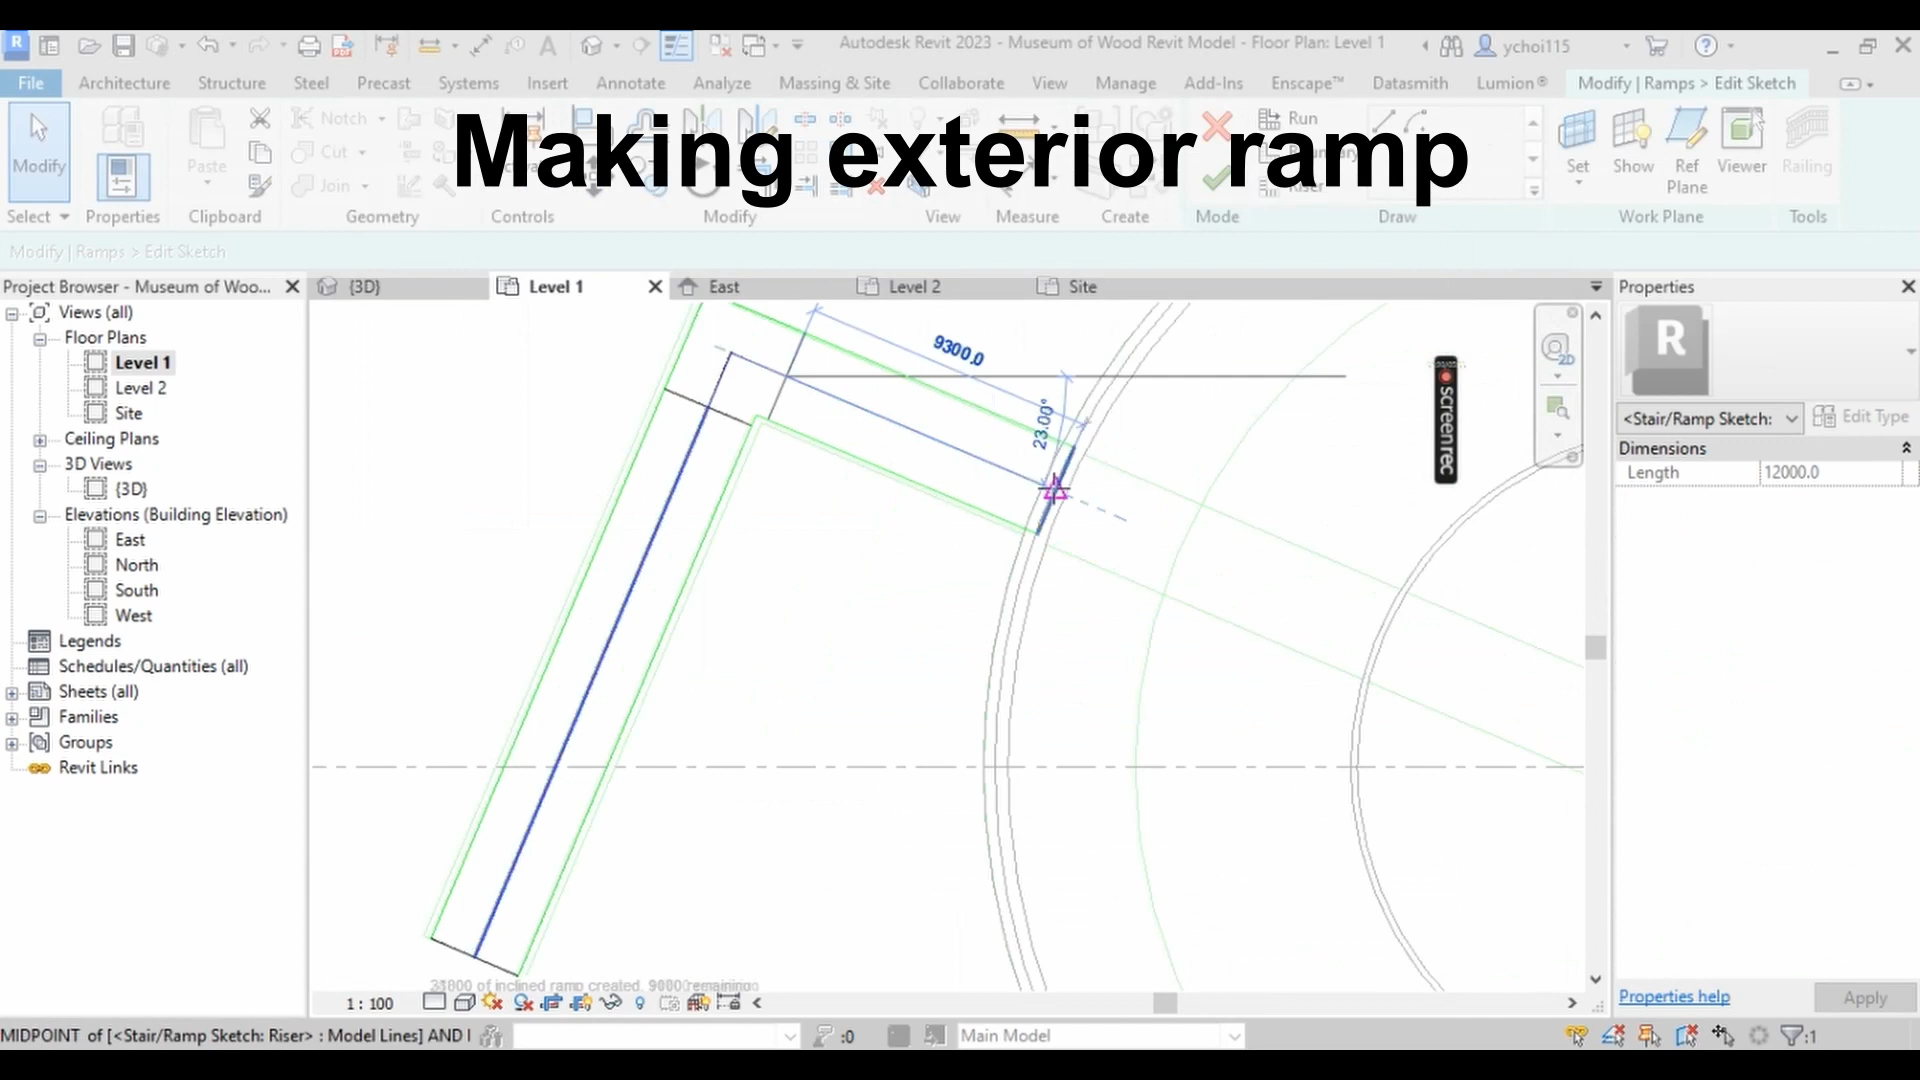 Autodesk Revit 2023 - Museum of Wood Revit Model - Floor Plan: Level 1
ychoi115
File Architecture Structure Steel Precast Systems Insert Annotate Analyze Massing & Site Collaborate View Manage Add-Ins Enscape™ Datasmith Lumion® Modify | Ramps > Edit Sketch
Making exterior ramp
Modify
Paste
Notch
Cut
Join
Run
Riser
Set
Show
Ref Plane
Viewer
Railing
Select Properties Clipboard Geometry Controls Modify View Measure Create Mode Draw Work Plane Tools
Modify | Ramps > Edit Sketch
Project Browser - Museum of Woo...
{3D}
Level 1
East
Level 2
Site
Properties
Views (all)
Floor Plans
Level 1
Level 2
Site
Ceiling Plans
3D Views
{3D}
Elevations (Building Elevation)
East
North
South
West
Legends
Schedules/Quantities (all)
Sheets (all)
Families
Groups
Revit Links
9300.0
23.00°
2D
screenrec
R
<Stair/Ramp Sketch:
Edit Type
Dimensions
Length 12000.0
of inclined ramp created. remaining
1 : 100
Properties help
Apply
MIDPOINT of [<Stair/Ramp Sketch: Riser> : Model Lines] AND
:0
Main Model
:1